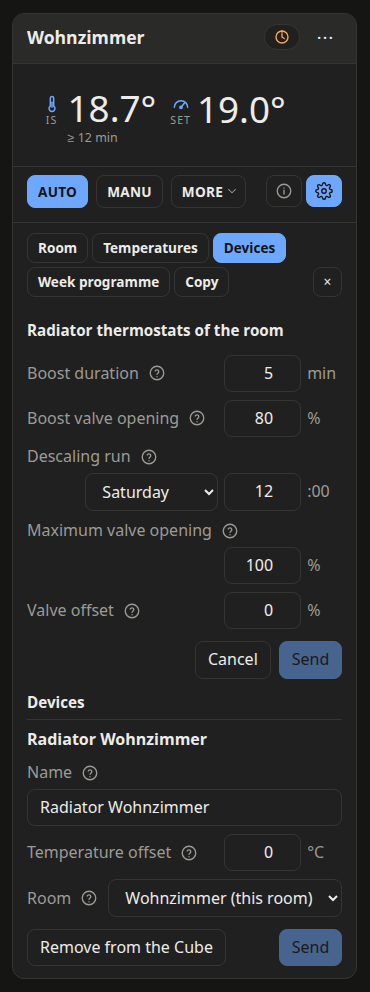 Wohnzimmer
IS 18.7° SET 19.0°
≥ 12 min
AUTO MANU MORE
Room Temperatures Devices
Week programme Copy ×
Radiator thermostats of the room
Boost duration ? 5 min
Boost valve opening ? 80 %
Descaling run ?
Saturday 12 :00
Maximum valve opening ?
100 %
Valve offset ? 0 %
Cancel Send
Devices
Radiator Wohnzimmer
Name ?
Radiator Wohnzimmer
Temperature offset ? 0 °C
Room ? Wohnzimmer (this room)
Remove from the Cube Send